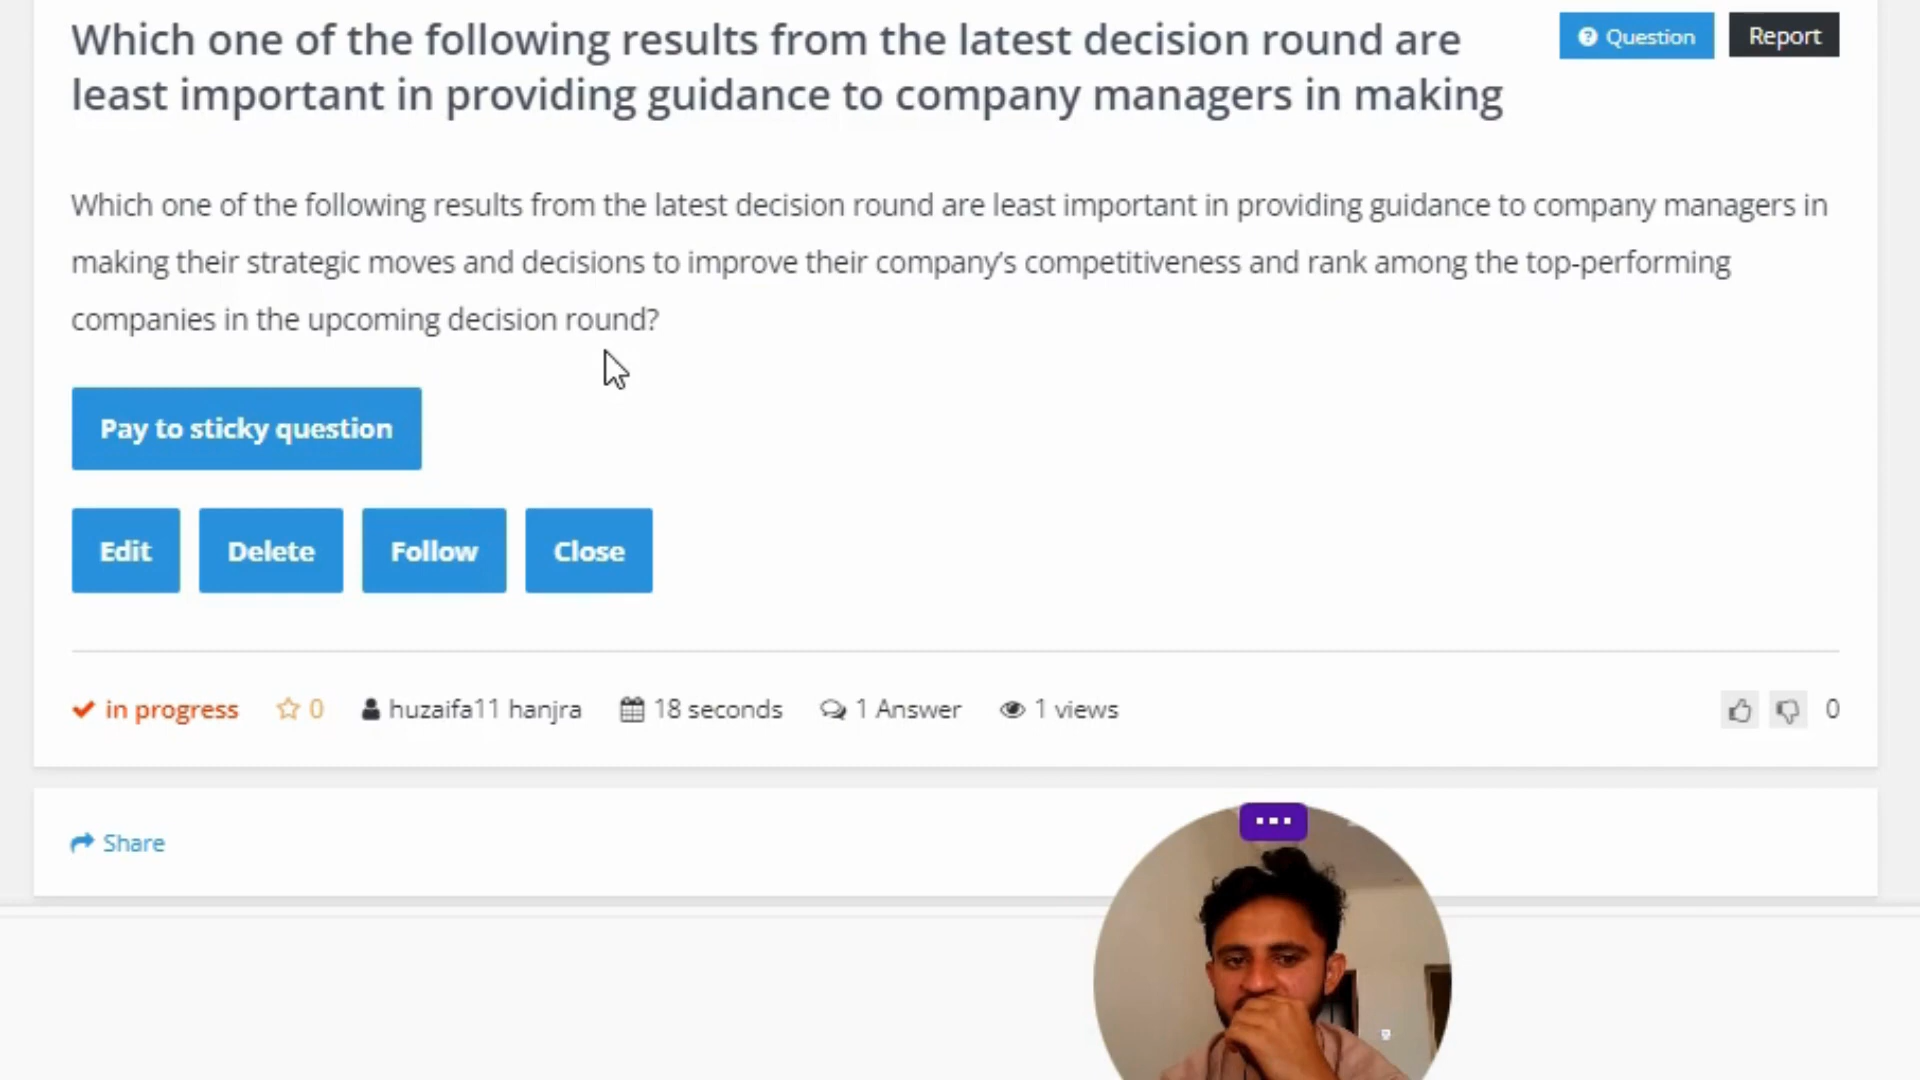 Which one of the following results from the latest decision round are
least important in providing guidance to company managers in making
Question
Report
Which one of the following results from the latest decision round are least important in providing guidance to company managers in
making their strategic moves and decisions to improve their company's competitiveness and rank among the top-performing
companies in the upcoming decision round?
Pay to sticky question
Edit
Delete
Follow
Close
in progress
0
huzaifa11 hanjra
18 seconds
1 Answer
1 views
0
Share